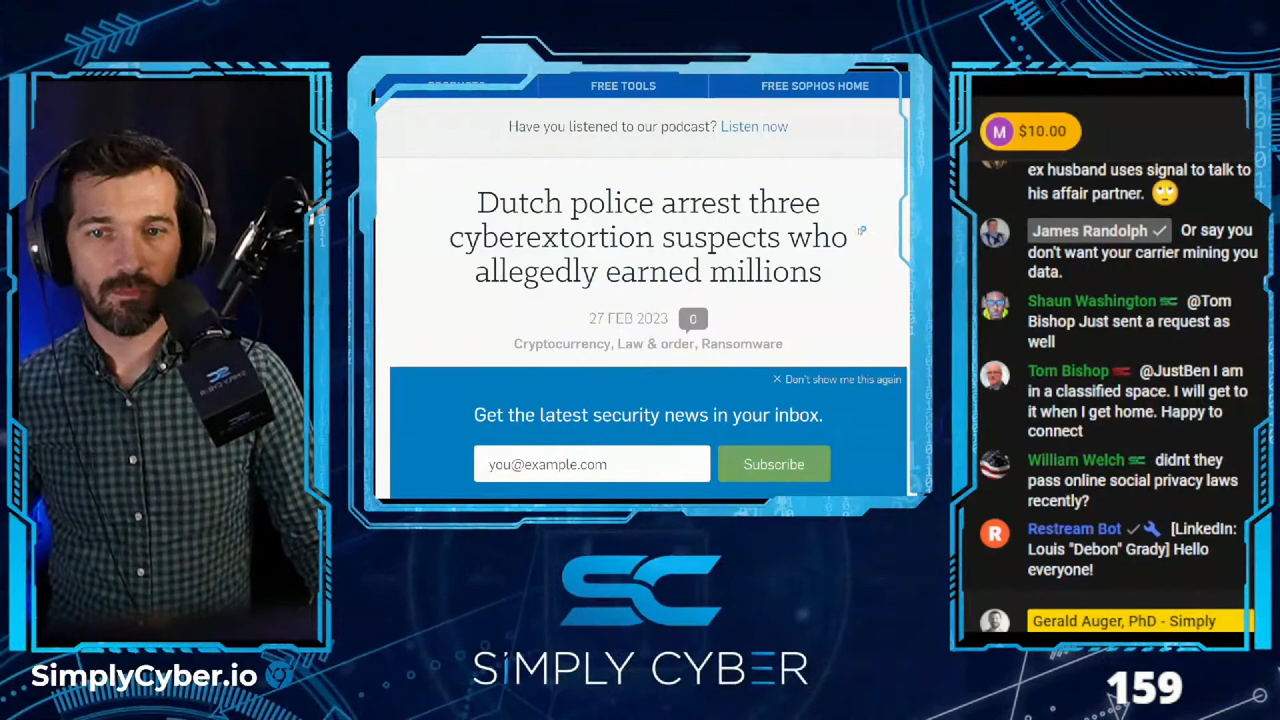 PRODUCTS
FREE TOOLS
FREE SOPHOS HOME
Have you listened to our podcast? Listen now
Dutch police arrest three
cyberextortion suspects who
allegedly earned millions
27 FEB 2023
0
Cryptocurrency, Law & order, Ransomware
× Don't show me this again
Get the latest security news in your inbox.
you@example.com
Subscribe
SC
SIMPLY CYBER
SimplyCyber.io
M $10.00
ex husband uses signal to talk to
his affair partner.
James Randolph Or say you
don't want your carrier mining you
data.
Shaun Washington @Tom
Bishop Just sent a request as
well
Tom Bishop @JustBen I am
in a classified space. I will get to
it when I get home. Happy to
connect
William Welch didnt they
pass online social privacy laws
recently?
R
Restream Bot [LinkedIn:
Louis "Debon" Grady] Hello
everyone!
Gerald Auger, PhD - Simply
159